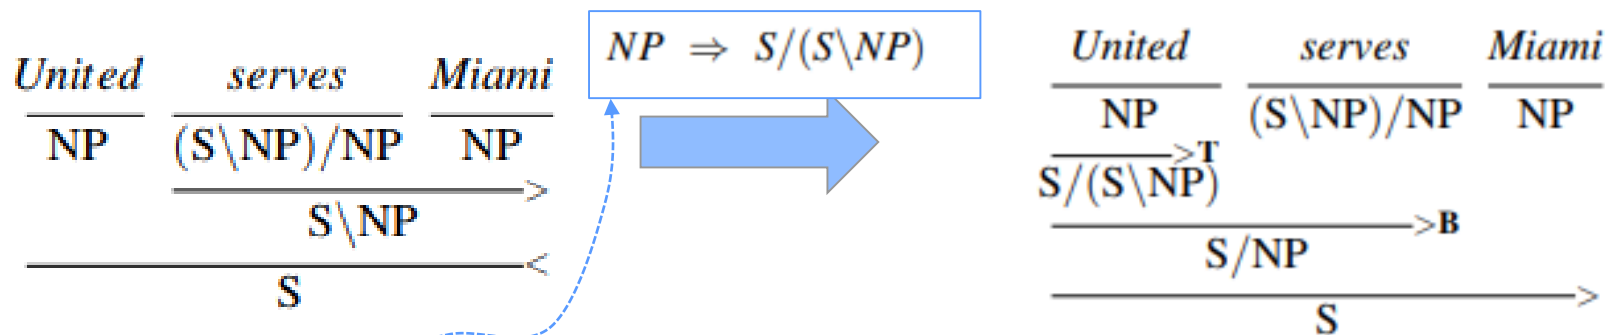 United serves Miami
NP (S\NP)/NP NP
>
S\NP
<
S
NP ⇒ S/(S\NP)
United serves Miami
NP (S\NP)/NP NP
>T
S/(S\NP)
>B
S/NP
>
S